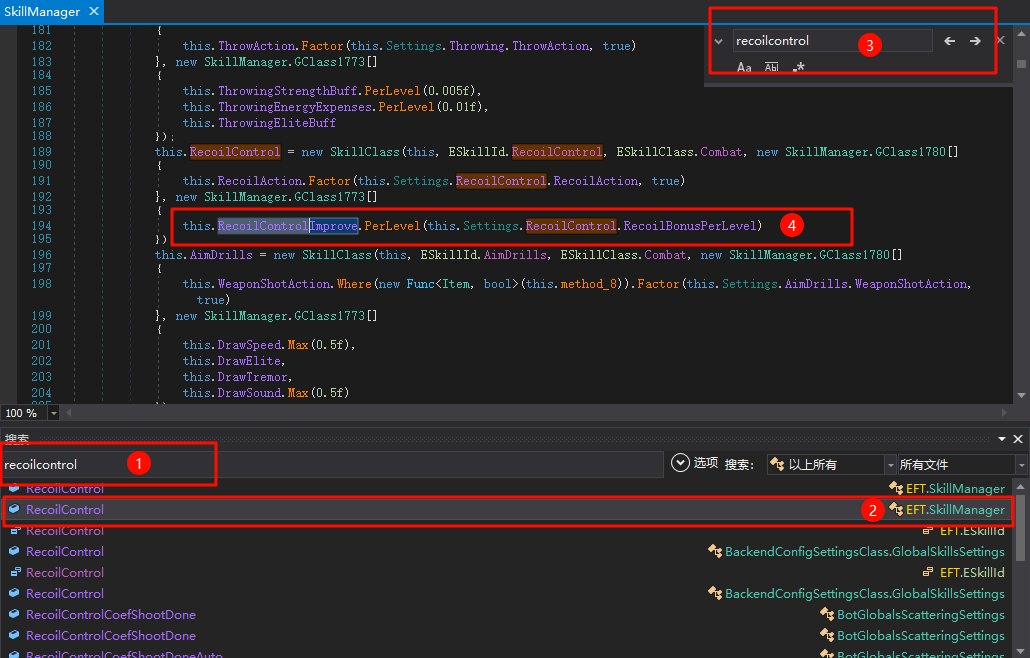 SkillManager
181 {
182 this.ThrowAction.Factor(this.Settings.Throwing.ThrowAction, true)
183 }, new SkillManager.GClass1773[]
184 {
185 this.ThrowingStrengthBuff.PerLevel(0.005f),
186 this.ThrowingEnergyExpenses.PerLevel(0.01f),
187 this.ThrowingEliteBuff
188 });
189 this.RecoilControl = new SkillClass(this, ESkillId.RecoilControl, ESkillClass.Combat, new SkillManager.GClass1780[]
190 {
191 this.RecoilAction.Factor(this.Settings.RecoilControl.RecoilAction, true)
192 }, new SkillManager.GClass1773[]
193 {
194 this.RecoilControlImprove.PerLevel(this.Settings.RecoilControl.RecoilBonusPerLevel)
195 })
196 this.AimDrills = new SkillClass(this, ESkillId.AimDrills, ESkillClass.Combat, new SkillManager.GClass1780[]
197 {
198 this.WeaponShotAction.Where(new Func<Item, bool>(this.method_8)).Factor(this.Settings.AimDrills.WeaponShotAction,
true)
199 }, new SkillManager.GClass1773[]
200 {
201 this.DrawSpeed.Max(0.5f),
202 this.DrawElite,
203 this.DrawTremor,
204 this.DrawSound.Max(0.5f)
recoilcontrol 3
Aa Ab| .*
4
100 %
搜索
recoilcontrol 1 选项 搜索: 以上所有 所有文件
RecoilControl EFT.SkillManager
RecoilControl 2 EFT.SkillManager
RecoilControl EFT.ESkillId
RecoilControl BackendConfigSettingsClass.GlobalSkillsSettings
RecoilControl EFT.ESkillId
RecoilControl BackendConfigSettingsClass.GlobalSkillsSettings
RecoilControlCoefShootDone BotGlobalsScatteringSettings
RecoilControlCoefShootDone BotGlobalsScatteringSettings
RecoilControlCoefShootDoneAuto BotGlobalsScatteringSettings